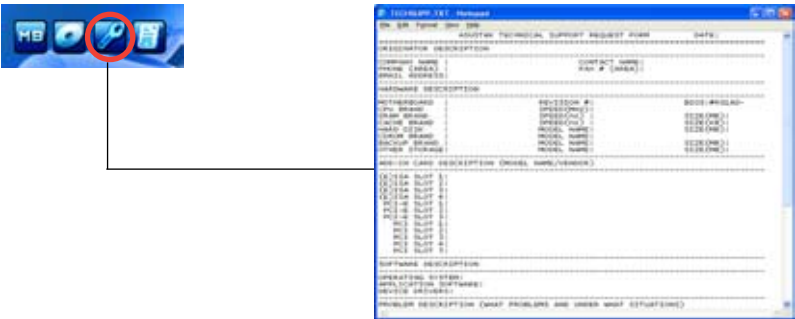 MB
TECHSUPP.TXT - Notepad
File Edit Format View Help
ASUSTEK TECHNICAL SUPPORT REQUEST FORM DATE:
ORIGINATOR DESCRIPTION
COMPANY NAME : CONTACT NAME:
PHONE (AREA) : FAX # (AREA):
EMAIL ADDRESS:
HARDWARE DESCRIPTION
MOTHERBOARD : REVISION #: BIOS:
CPU BRAND : SPEED(MHz):
DRAM BRAND : SPEED(ns) : SIZE(MB):
CACHE BRAND : SPEED(ns) : SIZE(KB):
HARD DISK : MODEL NAME: SIZE(MB):
CDROM BRAND : MODEL NAME:
BACKUP BRAND : MODEL NAME: SIZE(MB):
OTHER STORAGE: MODEL NAME: SIZE(MB):
ADD-IN CARD DESCRIPTION (MODEL NAME/VENDOR)
(E)ISA SLOT 1:
(E)ISA SLOT 2:
(E)ISA SLOT 3:
(E)ISA SLOT 4:
PCI-E SLOT 1:
PCI-E SLOT 2:
PCI-E SLOT 3:
PCI SLOT 1:
PCI SLOT 2:
PCI SLOT 3:
PCI SLOT 4:
PCI SLOT 5:
SOFTWARE DESCRIPTION
OPERATING SYSTEM:
APPLICATION SOFTWARE:
DEVICE DRIVERS:
PROBLEM DESCRIPTION (WHAT PROBLEMS AND UNDER WHAT SITUATIONS)